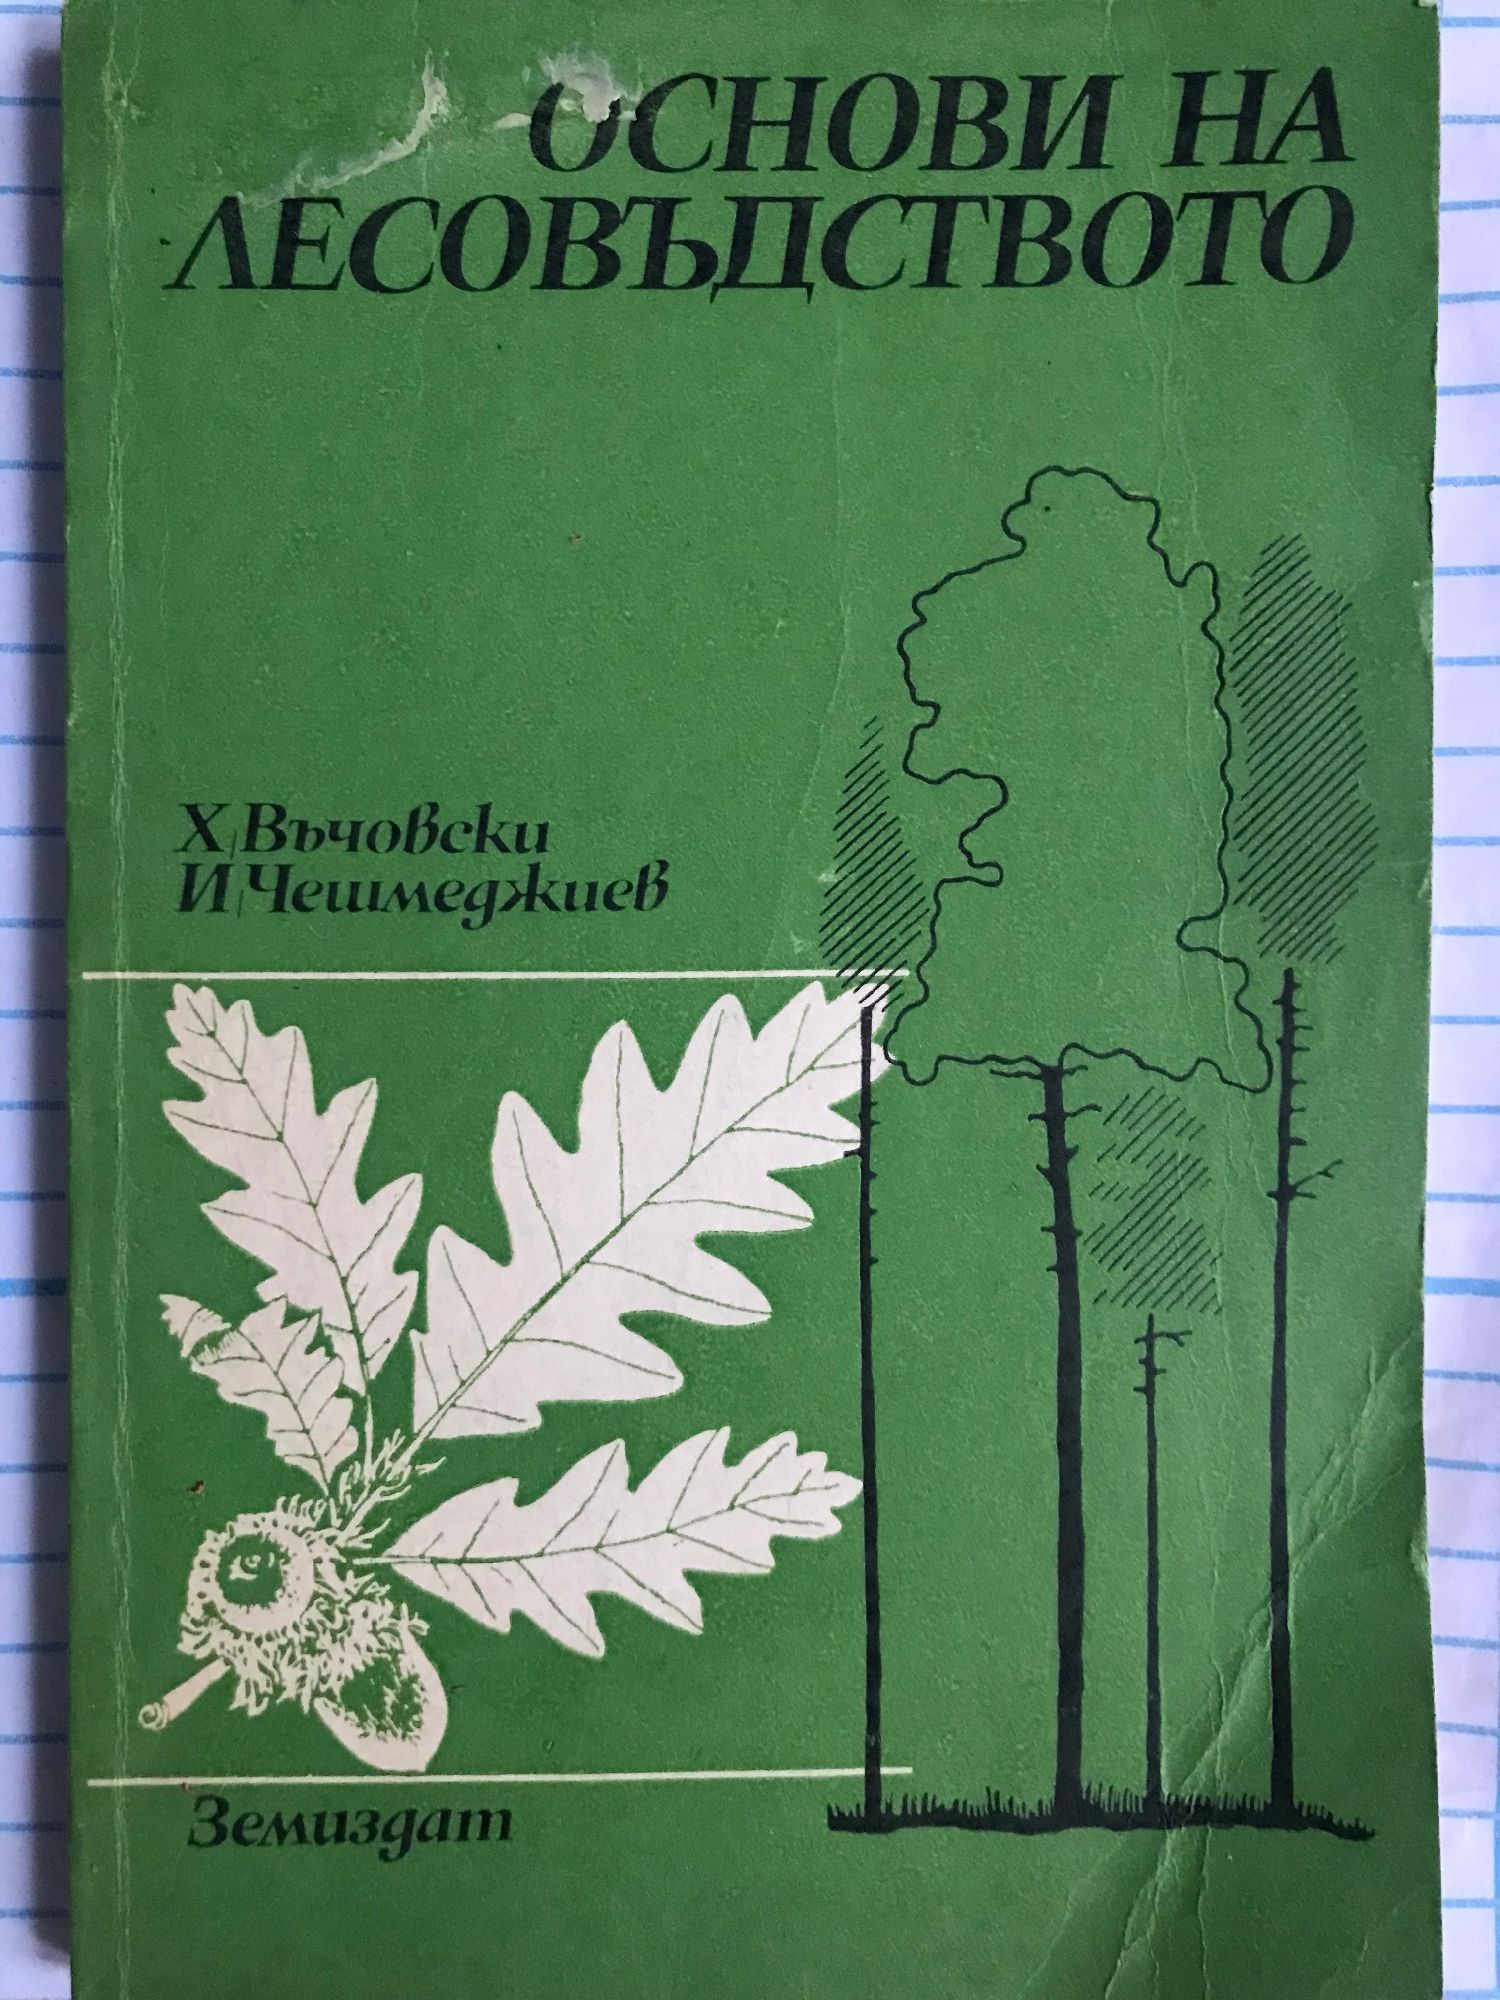 ОСНОВИ НА
ЛЕСОВЪДСТВОТО
Х. Въчовски
И. Чешмеджиев
Земиздат